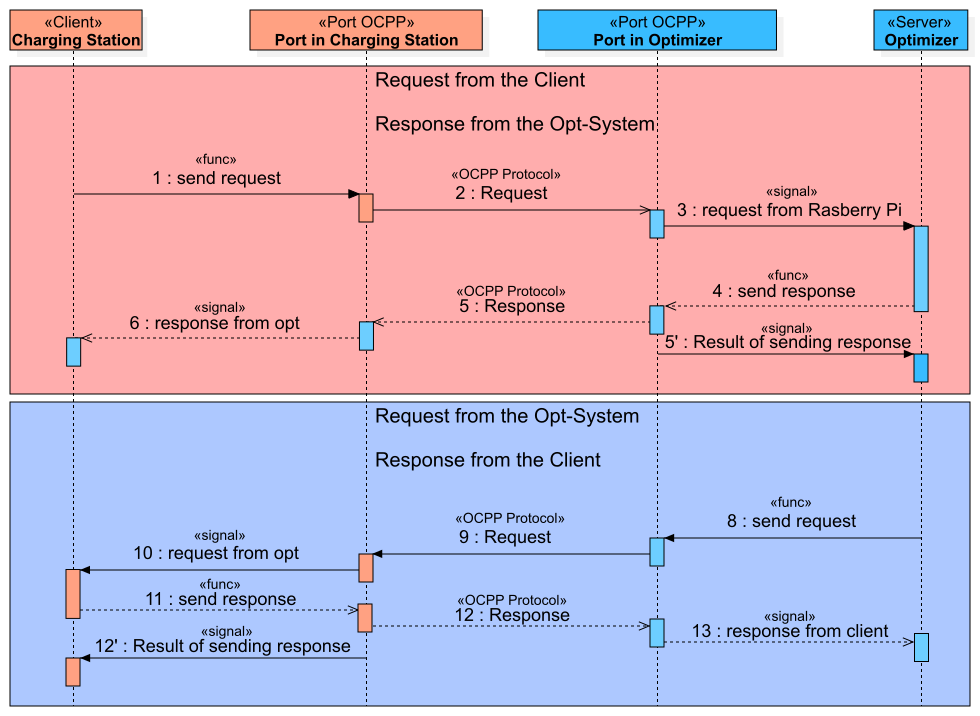 «Client»
Charging Station
«Port OCPP»
Port in Charging Station
«Port OCPP»
Port in Optimizer
«Server»
Optimizer
Request from the Client
Response from the Opt-System
«func»
1 : send request
«OCPP Protocol»
2 : Request
«signal»
3 : request from Rasberry Pi
«func»
4 : send response
«OCPP Protocol»
5 : Response
«signal»
6 : response from opt
«signal»
5' : Result of sending response
Request from the Opt-System
Response from the Client
«func»
8 : send request
«OCPP Protocol»
9 : Request
«signal»
10 : request from opt
«func»
11 : send response
«OCPP Protocol»
12 : Response
«signal»
13 : response from client
«signal»
12' : Result of sending response